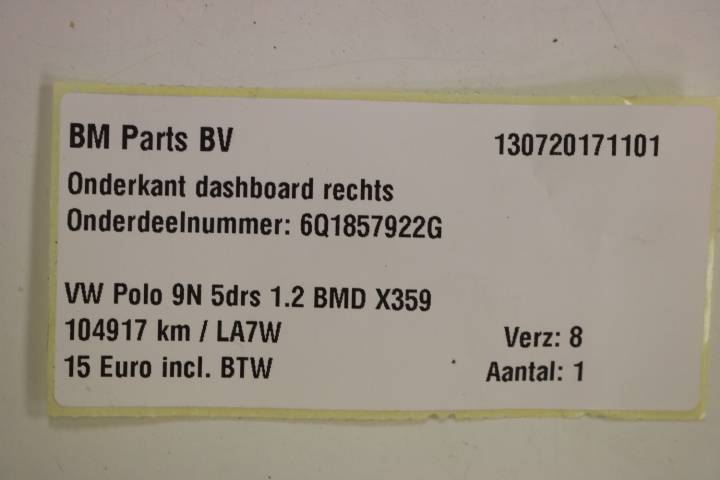 BM Parts BV 130720171101
Onderkant dashboard rechts
Onderdeelnummer: 6Q1857922G
VW Polo 9N 5drs 1.2 BMD X359
104917 km / LA7W Verz: 8
15 Euro incl. BTW Aantal: 1